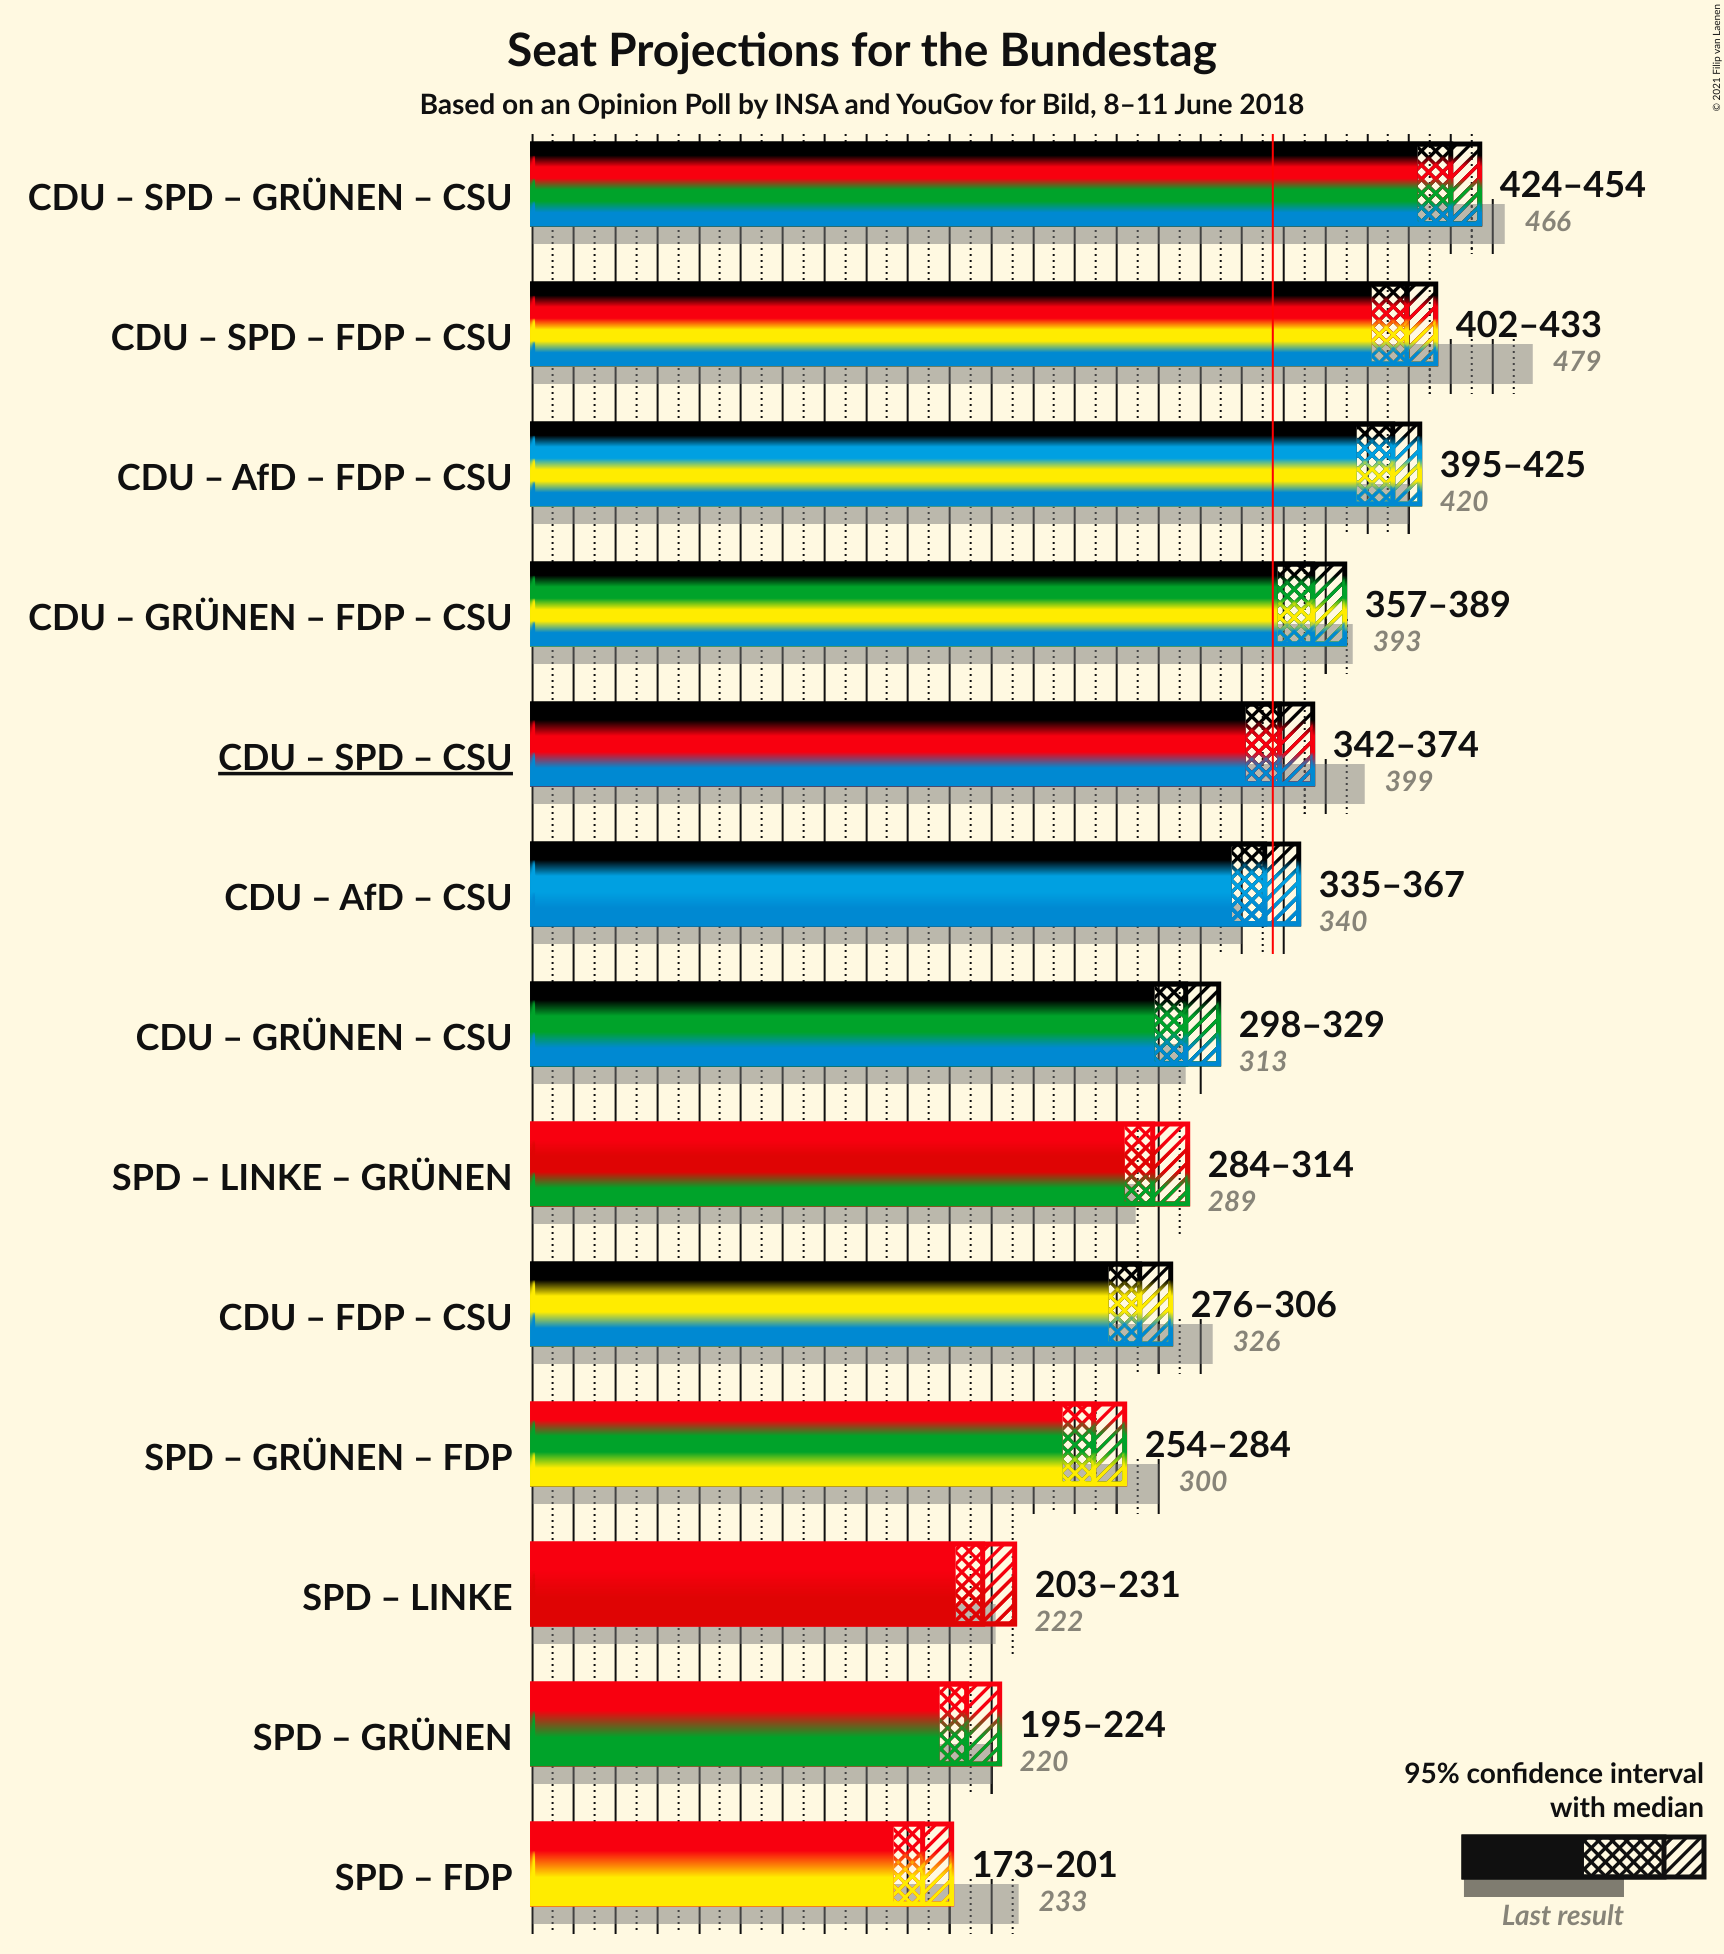 Seat Projections for the Bundestag
Based on an Opinion Poll by INSA and YouGov for Bild, 8–11 June 2018
© 2021 Filip van Laenen
CDU – SPD – GRÜNEN – CSU
424–454
466
CDU – SPD – FDP – CSU
402–433
479
CDU – AfD – FDP – CSU
395–425
420
CDU – GRÜNEN – FDP – CSU
357–389
393
CDU – SPD – CSU
342–374
399
CDU – AfD – CSU
335–367
340
CDU – GRÜNEN – CSU
298–329
313
SPD – LINKE – GRÜNEN
284–314
289
CDU – FDP – CSU
276–306
326
SPD – GRÜNEN – FDP
254–284
300
SPD – LINKE
203–231
222
SPD – GRÜNEN
195–224
220
SPD – FDP
173–201
233
95% confidence interval
with median
Last result